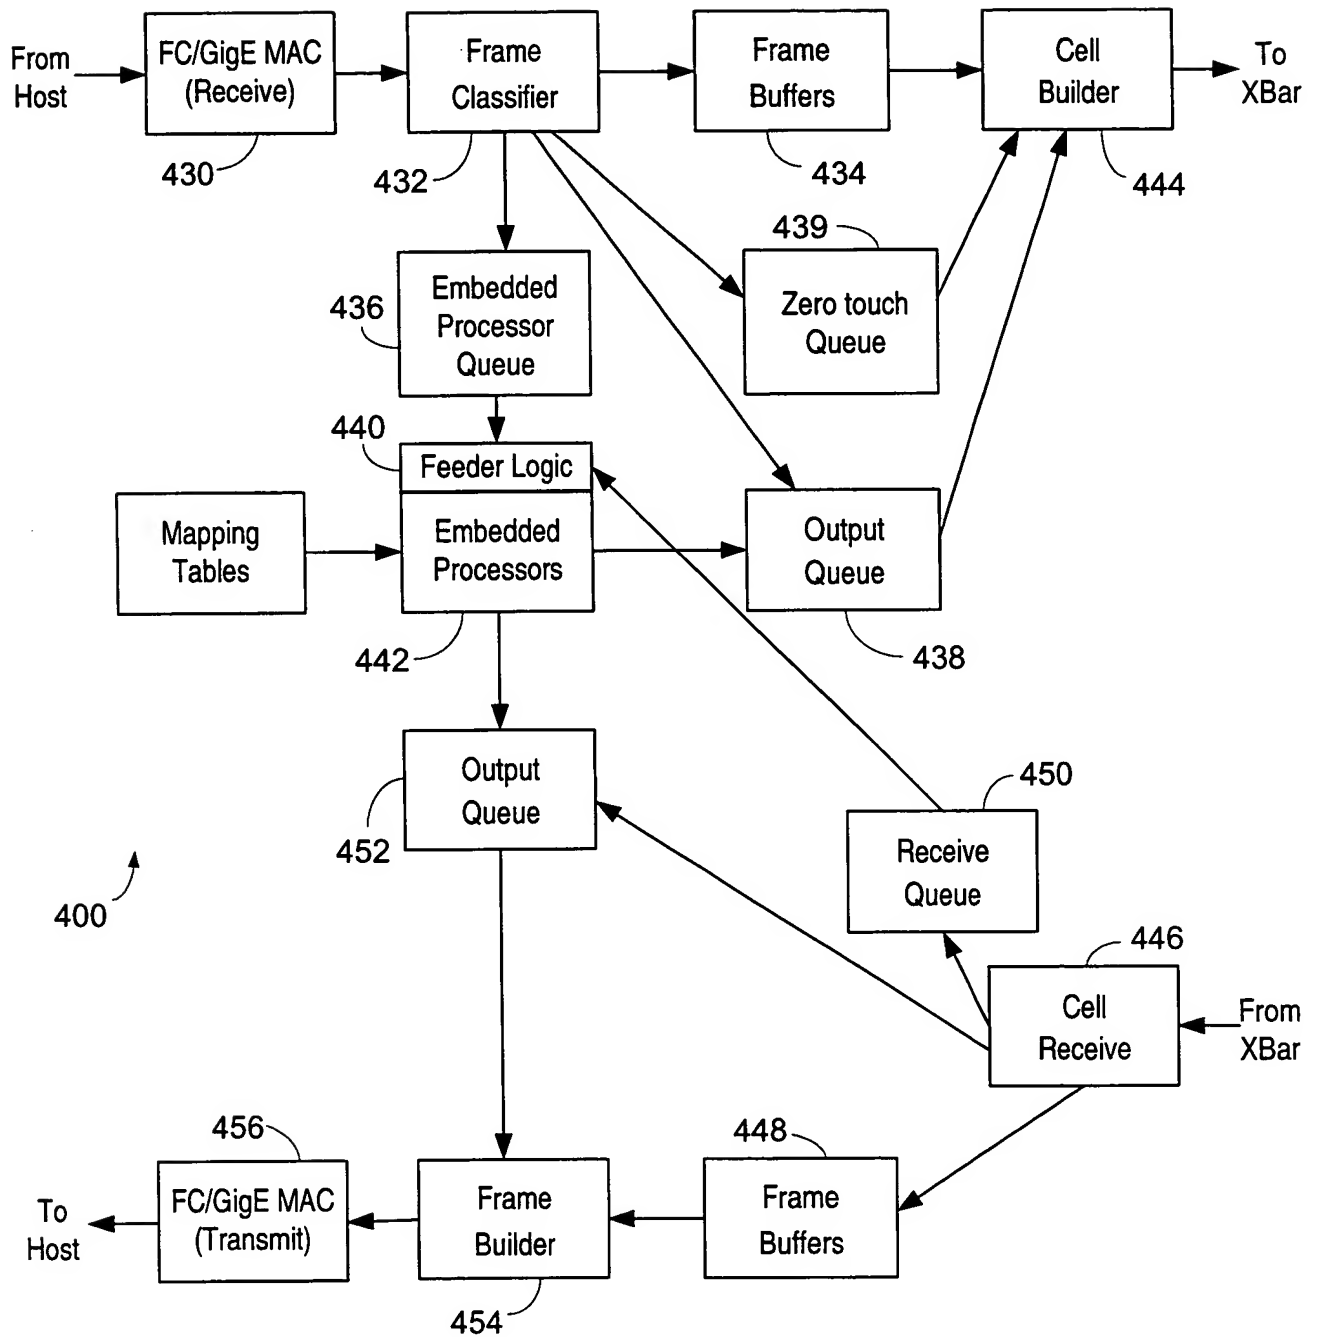 From
Host
FC/GigE MAC
(Receive)
430
Frame
Classifier
432
Frame
Buffers
434
Cell
Builder
444
To
XBar
439
Zero touch
Queue
436
Embedded
Processor
Queue
440
Feeder Logic
Mapping
Tables
Embedded
Processors
442
Output
Queue
438
Output
Queue
452
450
Receive
Queue
400
446
Cell
Receive
From
XBar
456
FC/GigE MAC
(Transmit)
To
Host
Frame
Builder
454
448
Frame
Buffers